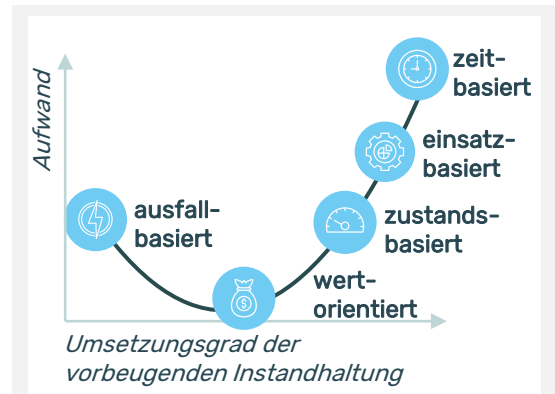 Aufwand
zeit-
basiert
einsatz-
basiert
zustands-
basiert
ausfall-
basiert
wert-
orientiert
$
Umsetzungsgrad der
vorbeugenden Instandhaltung